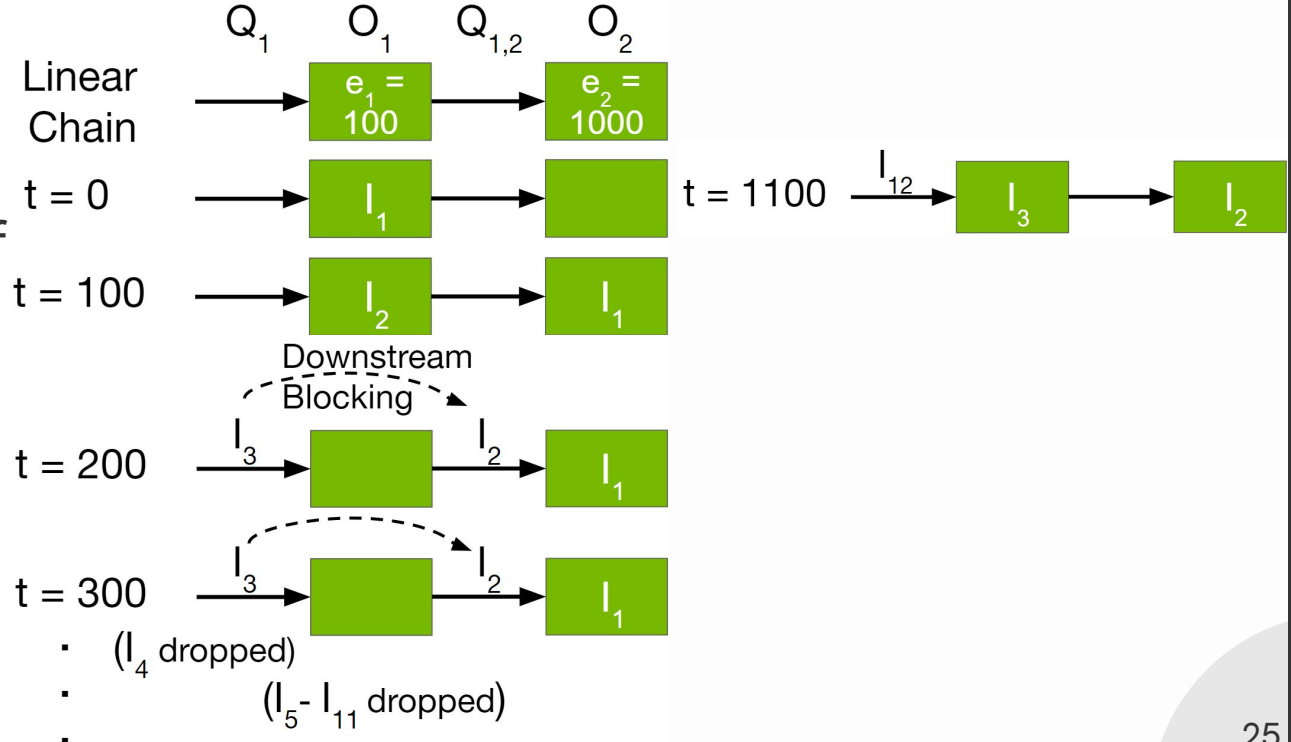 Q1 O1 Q1,2 O2
Linear
Chain
e1 =
100
e2 =
1000
t = 0
I1
t = 1100
I12
I3
I2
t = 100
I2
I1
Downstream
Blocking
t = 200
I3
I2
I1
t = 300
I3
I2
I1
(I4 dropped)
(I5- I11 dropped)
25